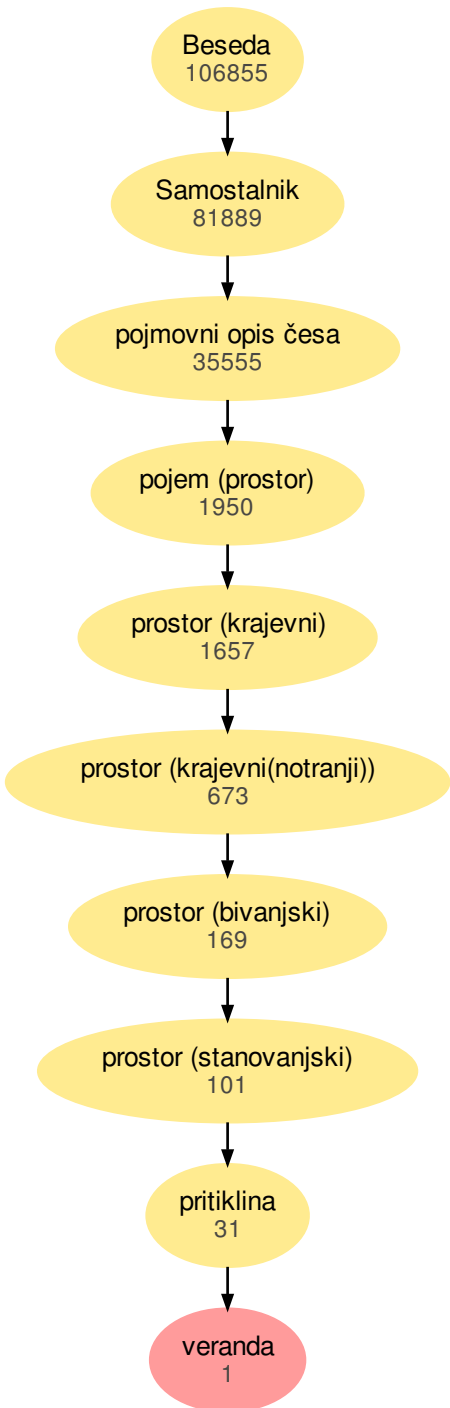 Beseda
106855
Samostalnik
81889
pojmovni opis česa
35555
pojem (prostor)
1950
prostor (krajevni)
1657
prostor (krajevni(notranji))
673
prostor (bivanjski)
169
prostor (stanovanjski)
101
pritiklina
31
veranda
1